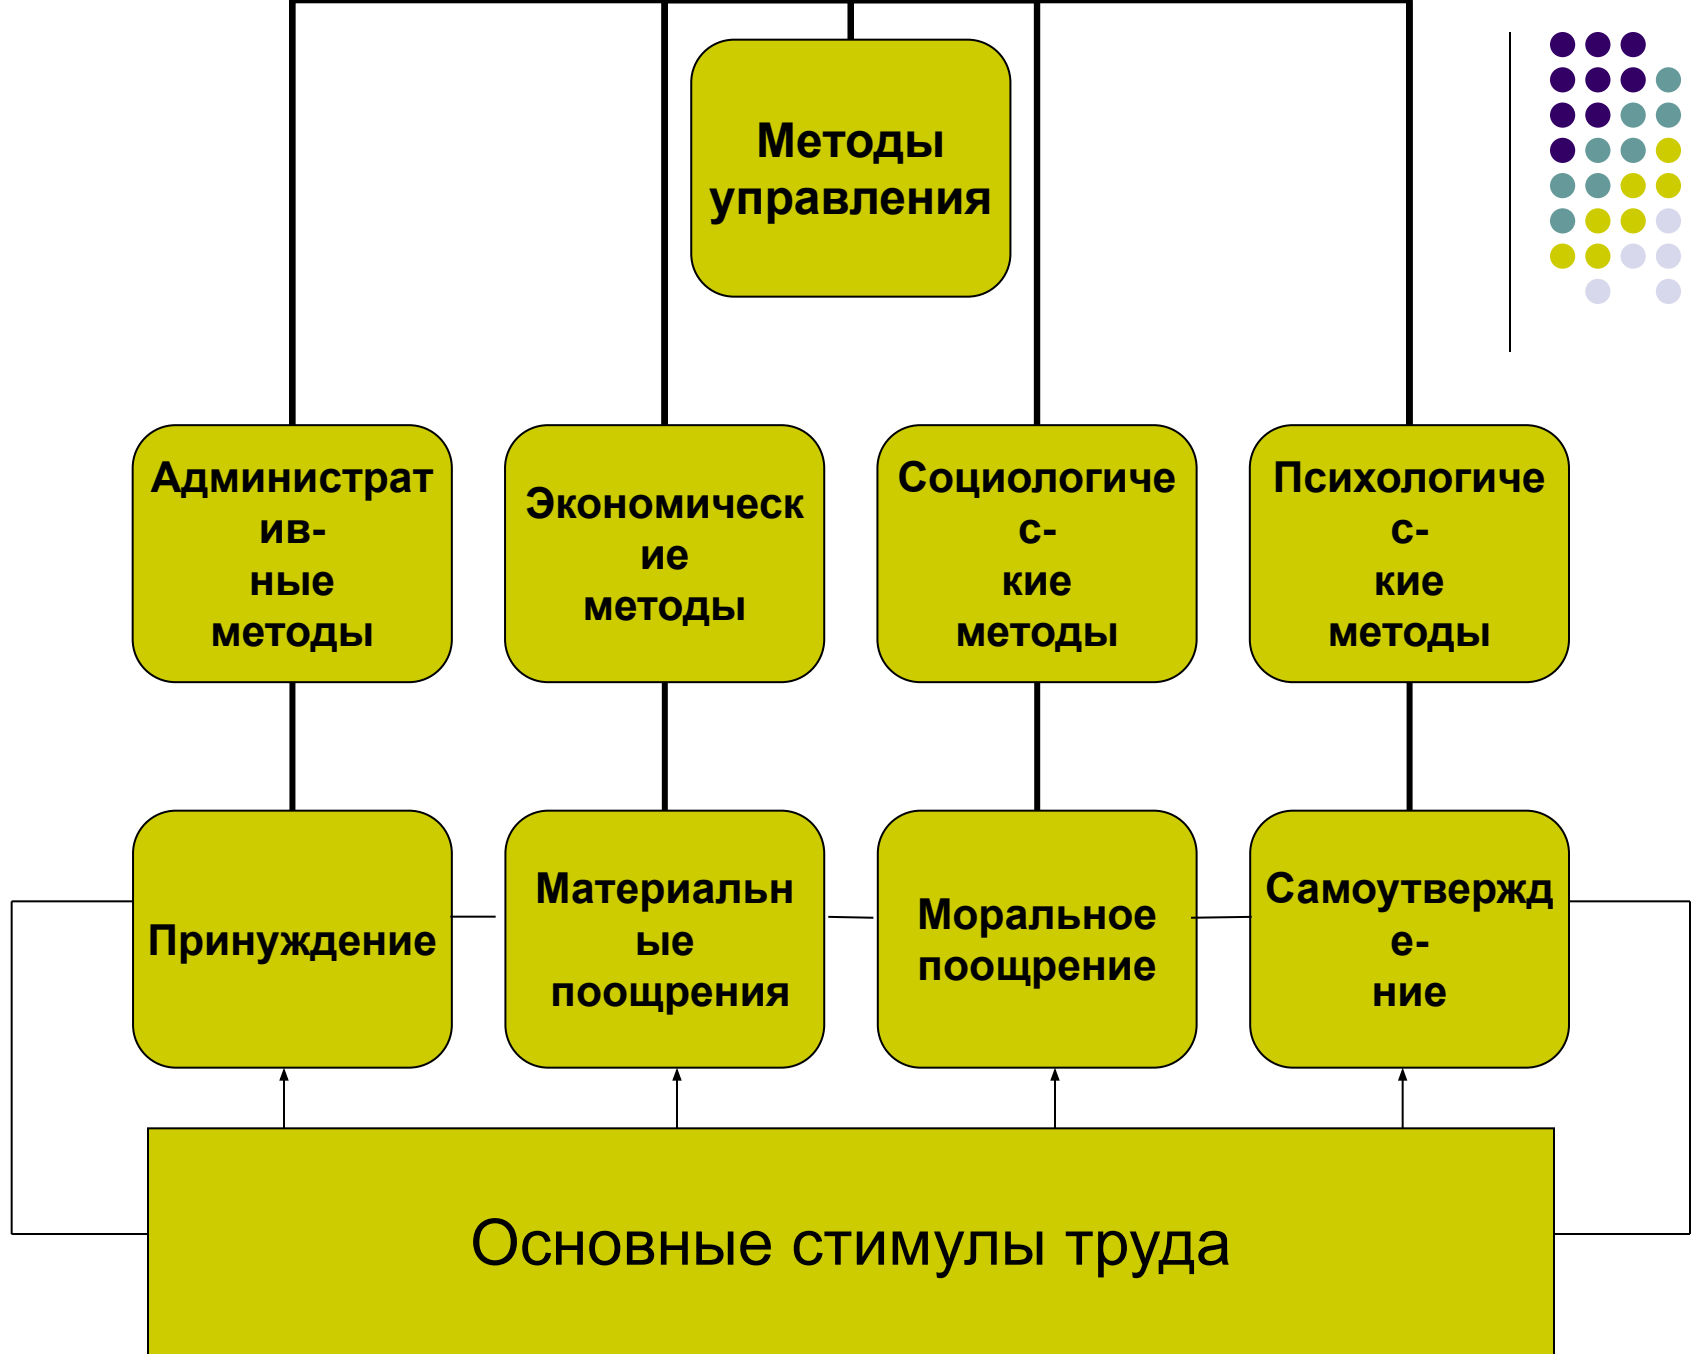 Методы
управления
Администрат
ив-
ные
методы
Экономическ
ие
методы
Социологиче
с-
кие
методы
Психологиче
с-
кие
методы
Принуждение
Материальн
ые
поощрения
Моральное
поощрение
Самоутвержд
е-
ние
Основные стимулы труда